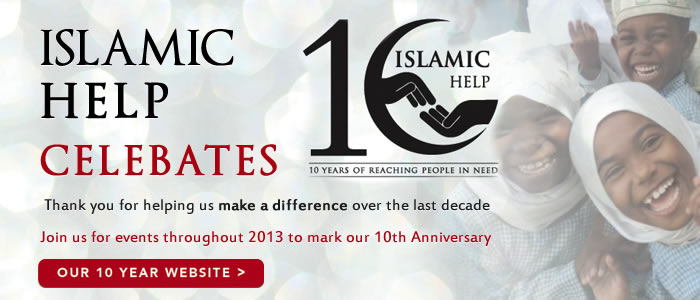 ISLAMIC
HELP
CELEBATES
10
ISLAMIC
HELP
10 YEARS OF REACHING PEOPLE IN NEED
Thank you for helping us make a difference over the last decade
Join us for events throughout 2013 to mark our 10th Anniversary
OUR 10 YEAR WEBSITE >